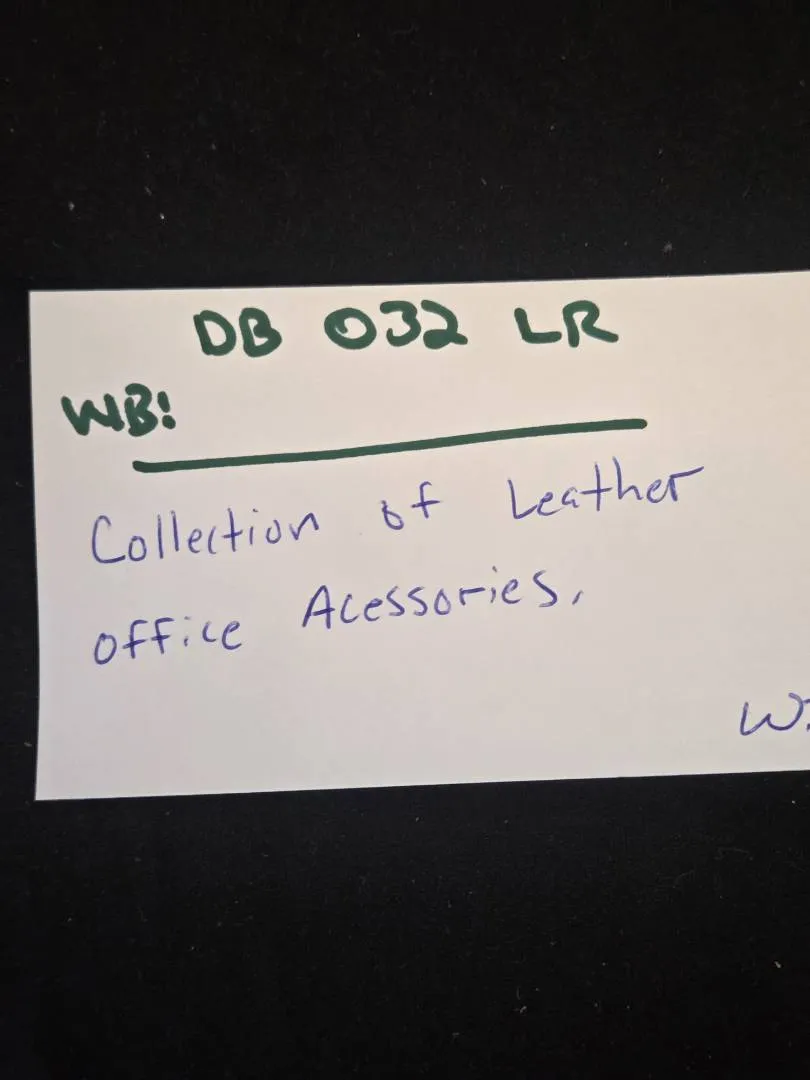 DB 032 LR
WB:
Collection of Leather
office Acessories,